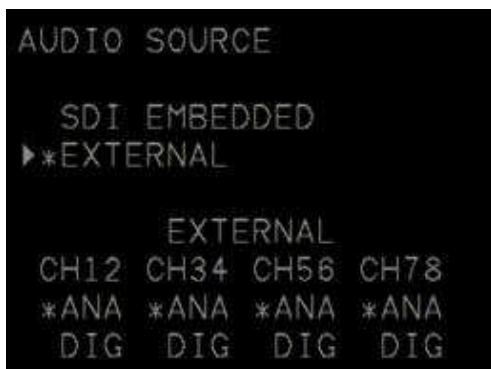 AUDIO SOURCE
SDI EMBEDDED
▶*EXTERNAL
EXTERNAL
CH12 CH34 CH56 CH78
*ANA *ANA *ANA *ANA
DIG DIG DIG DIG